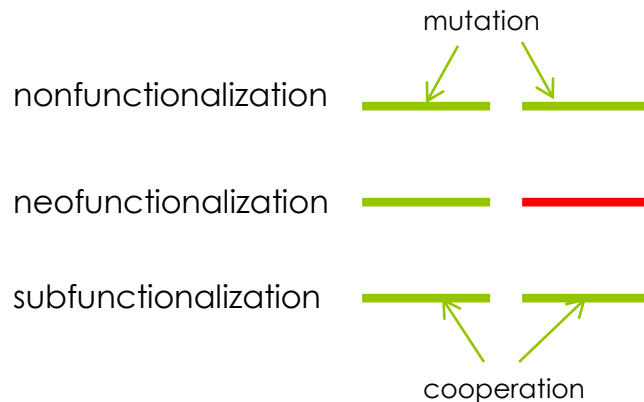 mutation
nonfunctionalization
neofunctionalization
subfunctionalization
cooperation